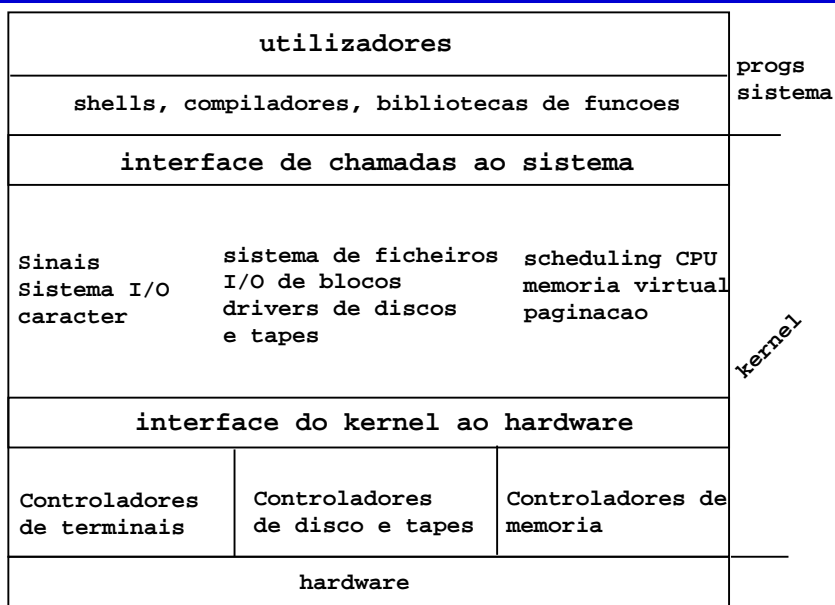 utilizadores
progs
sistema
shells, compiladores, bibliotecas de funcoes
interface de chamadas ao sistema
Sinais
Sistema I/O
caracter
sistema de ficheiros
I/O de blocos
drivers de discos
e tapes
scheduling CPU
memoria virtual
paginacao
kernel
interface do kernel ao hardware
Controladores
de terminais
Controladores
de disco e tapes
Controladores de
memoria
hardware